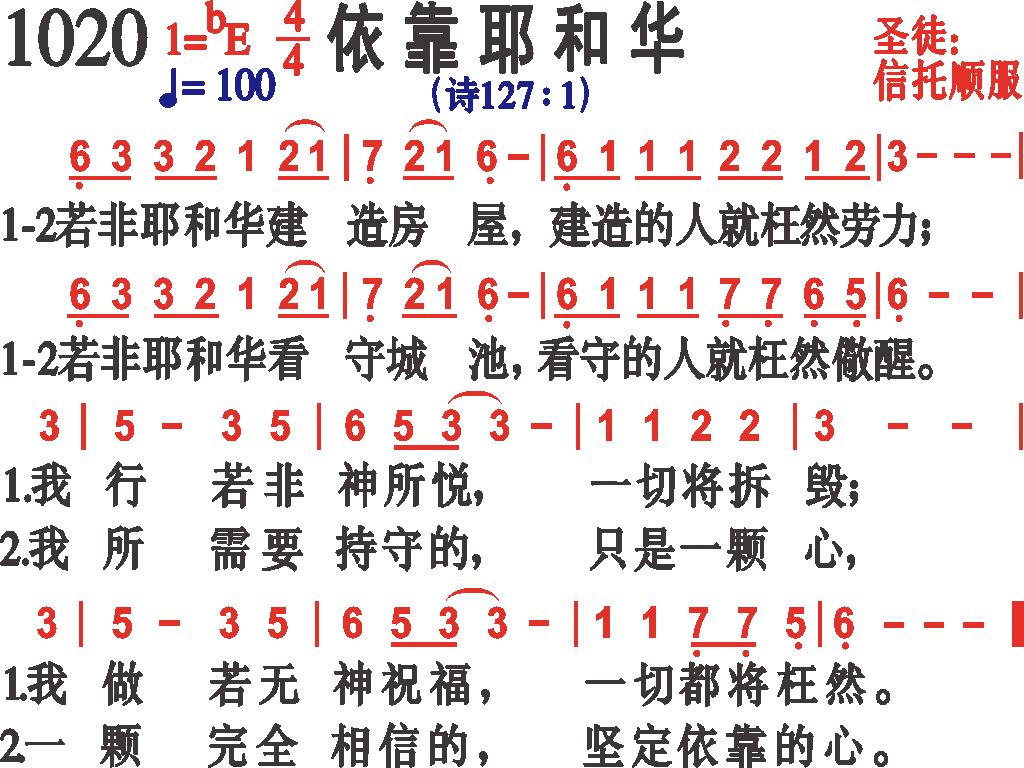 1020 1=ᵇE 4/4 依靠耶和华 圣徒：
♩=100 (诗127:1) 信托顺服
6 3 3 2 1 21 | 7 21 6 – | 6 1 1 1 2 2 1 2 | 3 – – – |
1-2若非耶和华建 造房 屋，建造的人就枉然劳力；
6 3 3 2 1 21 | 7 21 6 – | 6 1 1 1 7 7 6 5 | 6 – – |
1-2若非耶和华看 守城 池，看守的人就枉然儆醒。
3 | 5 – 3 5 | 6 5 3 3 – | 1 1 2 2 | 3 – – |
1.我 行 若非 神所悦， 一切将拆 毁；
2.我 所 需要 持守的， 只是一颗 心，
3 | 5 – 3 5 | 6 5 3 3 – | 1 1 7 7 5 | 6 – – –
1.我 做 若无 神祝福， 一切都将枉然。
2.一 颗 完全 相信的， 坚定依靠的心。